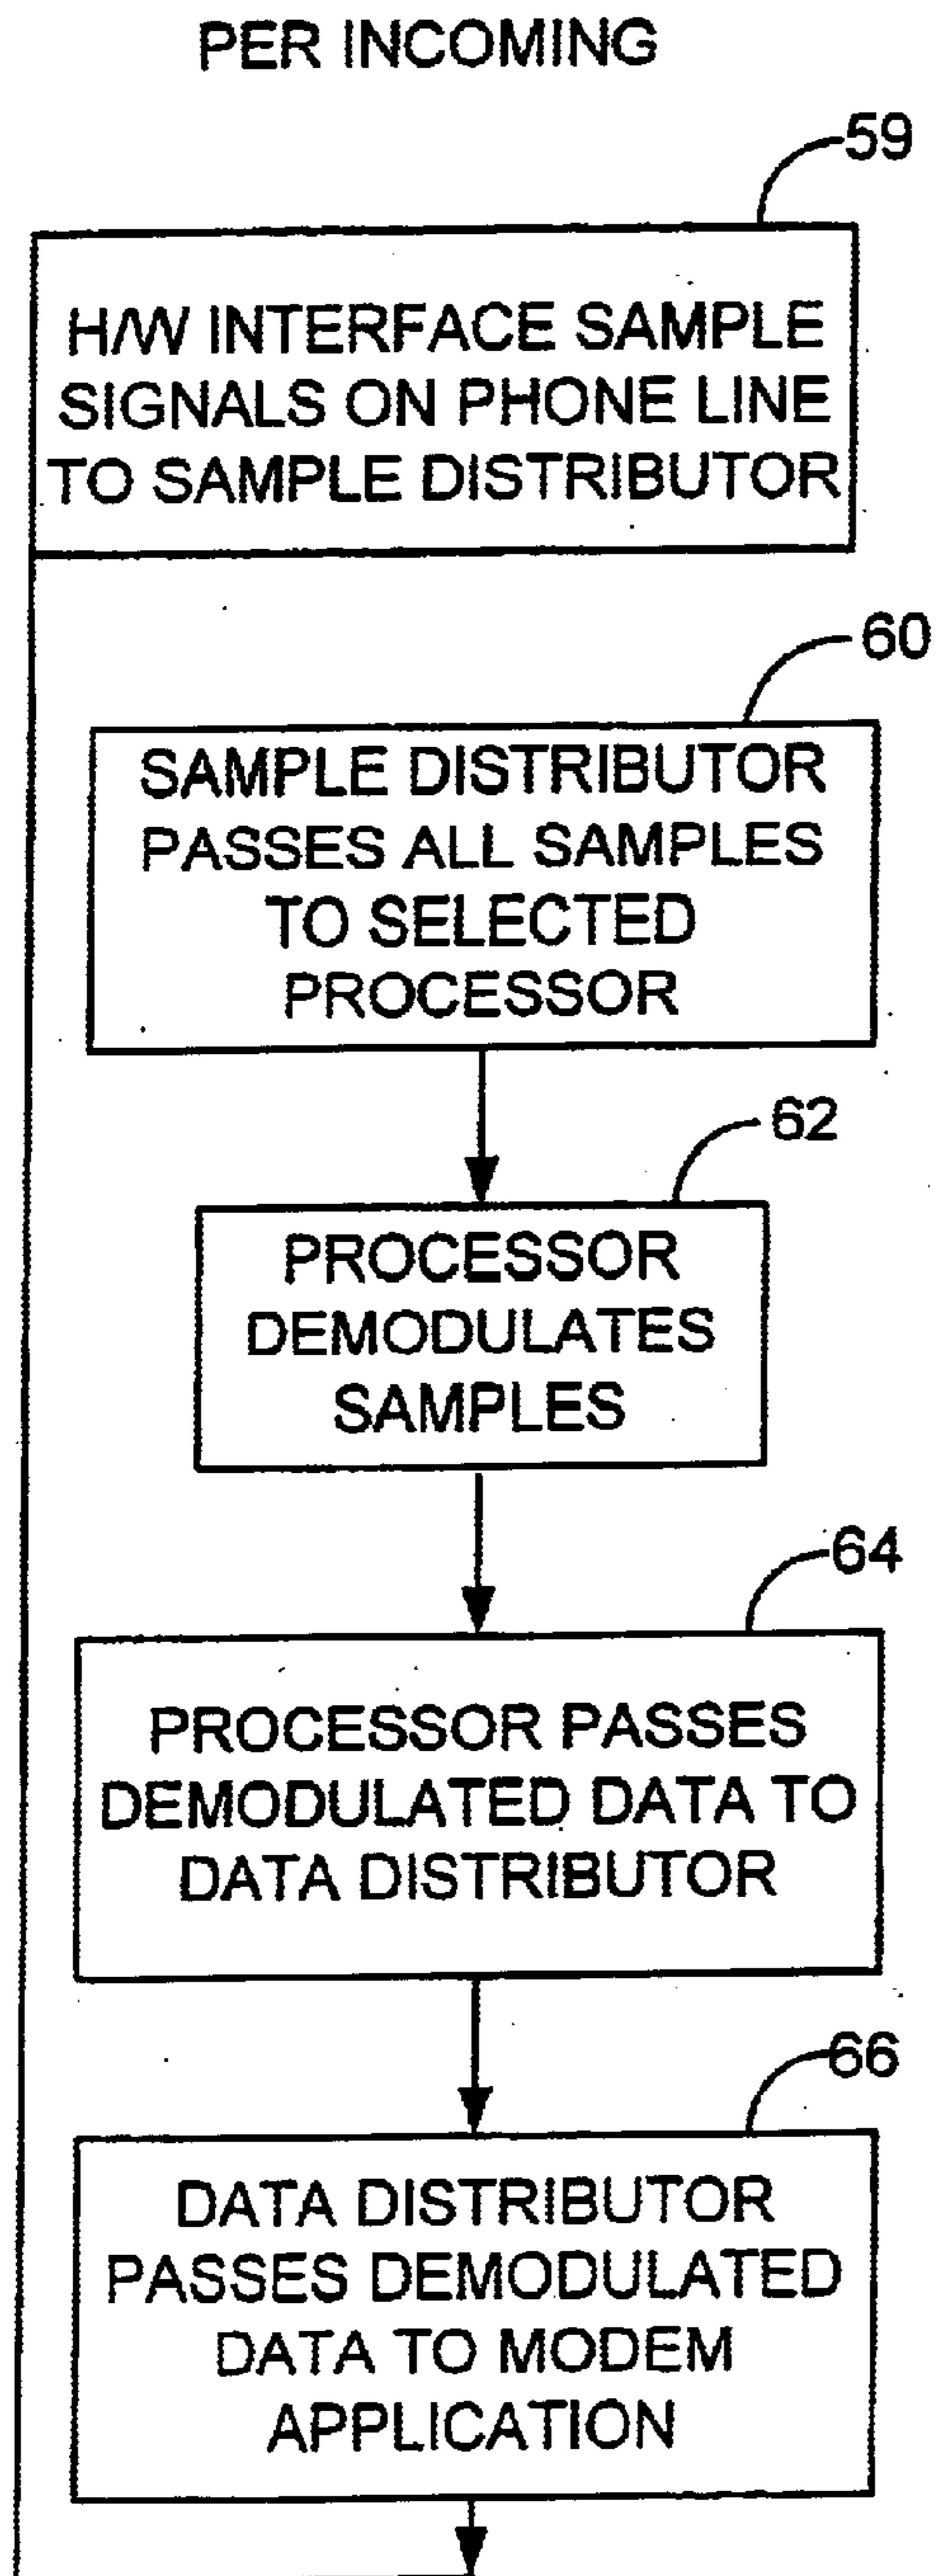 PER INCOMING
59
H/W INTERFACE SAMPLE
SIGNALS ON PHONE LINE
TO SAMPLE DISTRIBUTOR
60
SAMPLE DISTRIBUTOR
PASSES ALL SAMPLES
TO SELECTED
PROCESSOR
62
PROCESSOR
DEMODULATES
SAMPLES
64
PROCESSOR PASSES
DEMODULATED DATA TO
DATA DISTRIBUTOR
66
DATA DISTRIBUTOR
PASSES DEMODULATED
DATA TO MODEM
APPLICATION